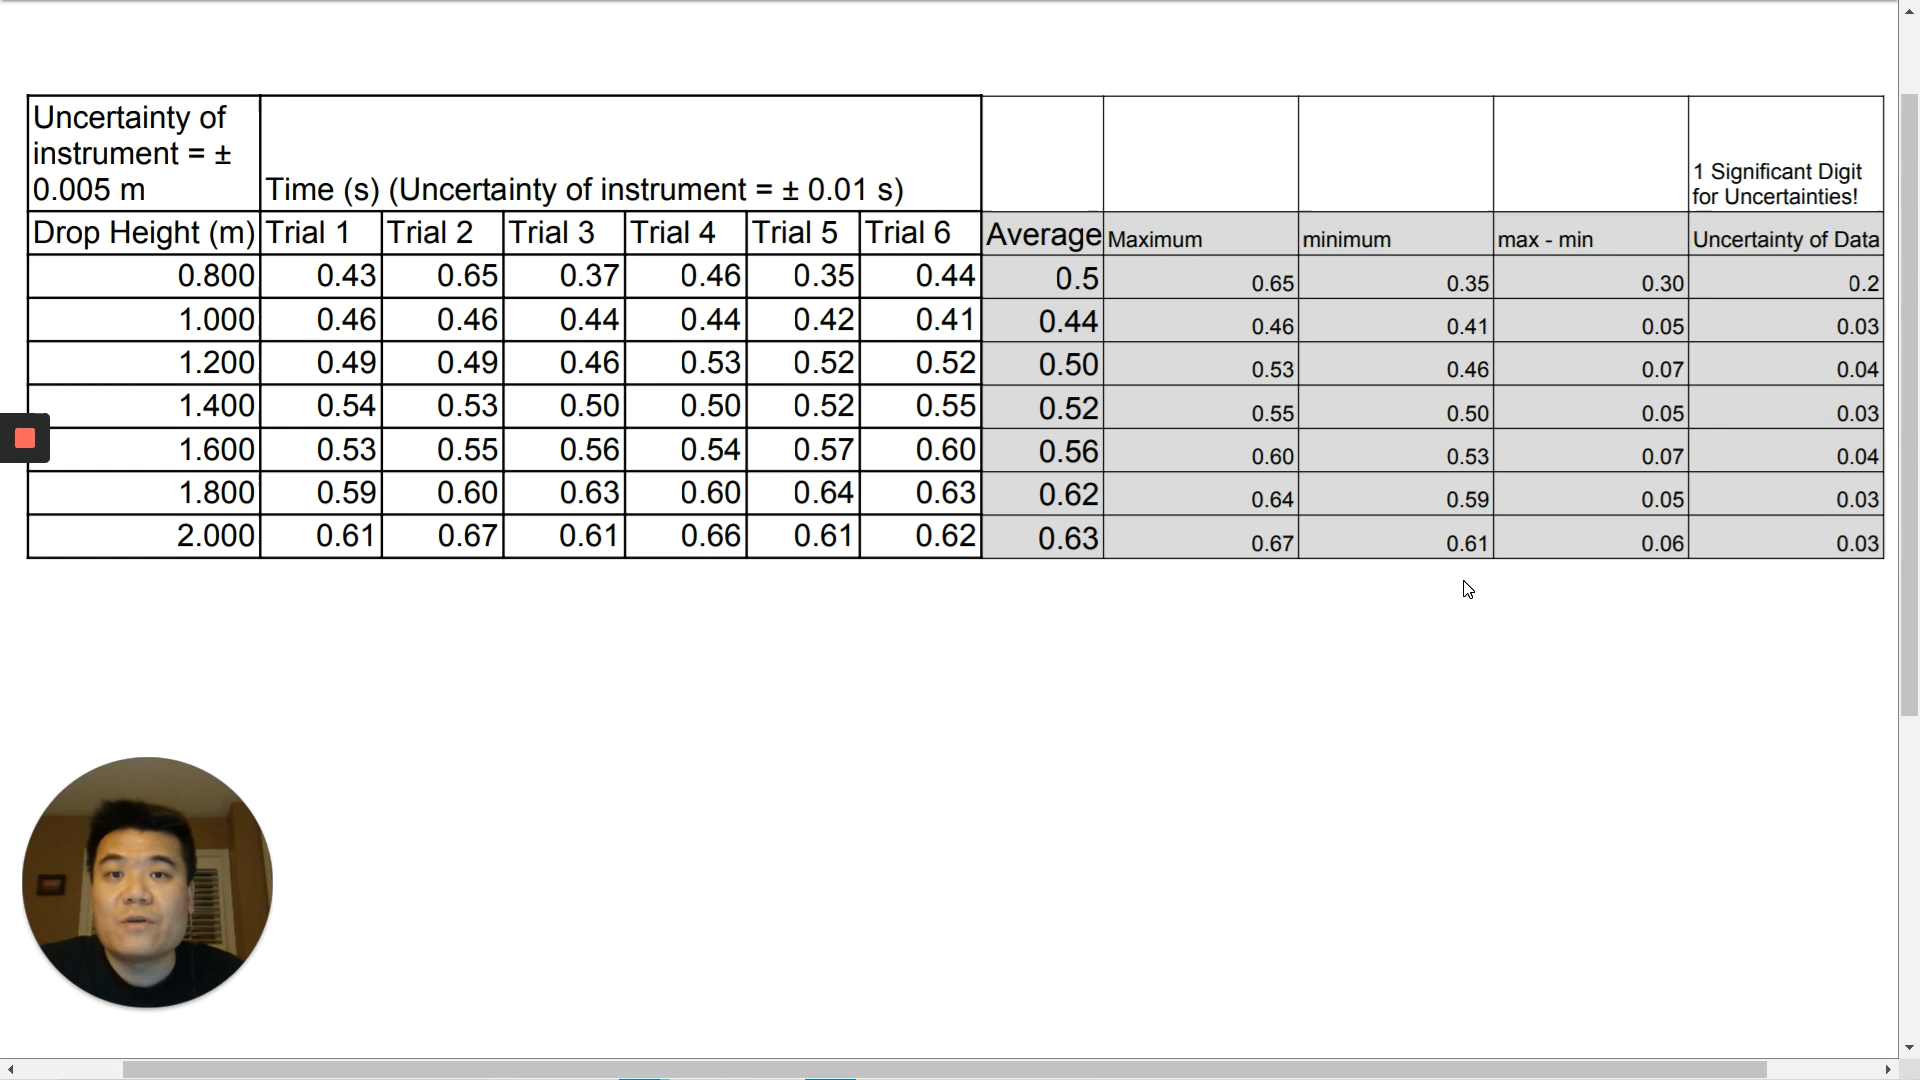 Uncertainty of
instrument = ±
0.005 m
Time (s) (Uncertainty of instrument = ± 0.01 s)
1 Significant Digit
for Uncertainties!
Drop Height (m) Trial 1 Trial 2 Trial 3 Trial 4 Trial 5 Trial 6 Average Maximum minimum max - min Uncertainty of Data
0.800 0.43 0.65 0.37 0.46 0.35 0.44 0.5 0.65 0.35 0.30 0.2
1.000 0.46 0.46 0.44 0.44 0.42 0.41 0.44 0.46 0.41 0.05 0.03
1.200 0.49 0.49 0.46 0.53 0.52 0.52 0.50 0.53 0.46 0.07 0.04
1.400 0.54 0.53 0.50 0.50 0.52 0.55 0.52 0.55 0.50 0.05 0.03
1.600 0.53 0.55 0.56 0.54 0.57 0.60 0.56 0.60 0.53 0.07 0.04
1.800 0.59 0.60 0.63 0.60 0.64 0.63 0.62 0.64 0.59 0.05 0.03
2.000 0.61 0.67 0.61 0.66 0.61 0.62 0.63 0.67 0.61 0.06 0.03